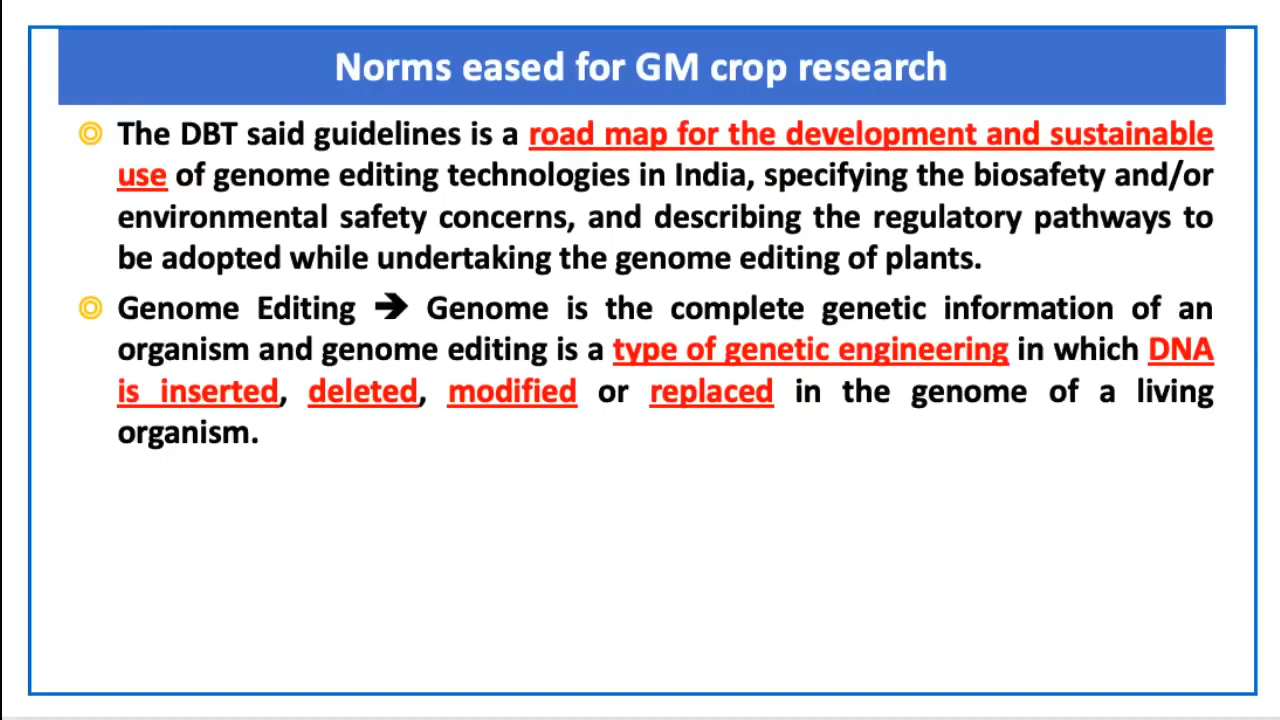 Norms eased for GM crop research
The DBT said guidelines is a road map for the development and sustainable
use of genome editing technologies in India, specifying the biosafety and/or
environmental safety concerns, and describing the regulatory pathways to
be adopted while undertaking the genome editing of plants.
Genome Editing ➔ Genome is the complete genetic information of an
organism and genome editing is a type of genetic engineering in which DNA
is inserted, deleted, modified or replaced in the genome of a living
organism.